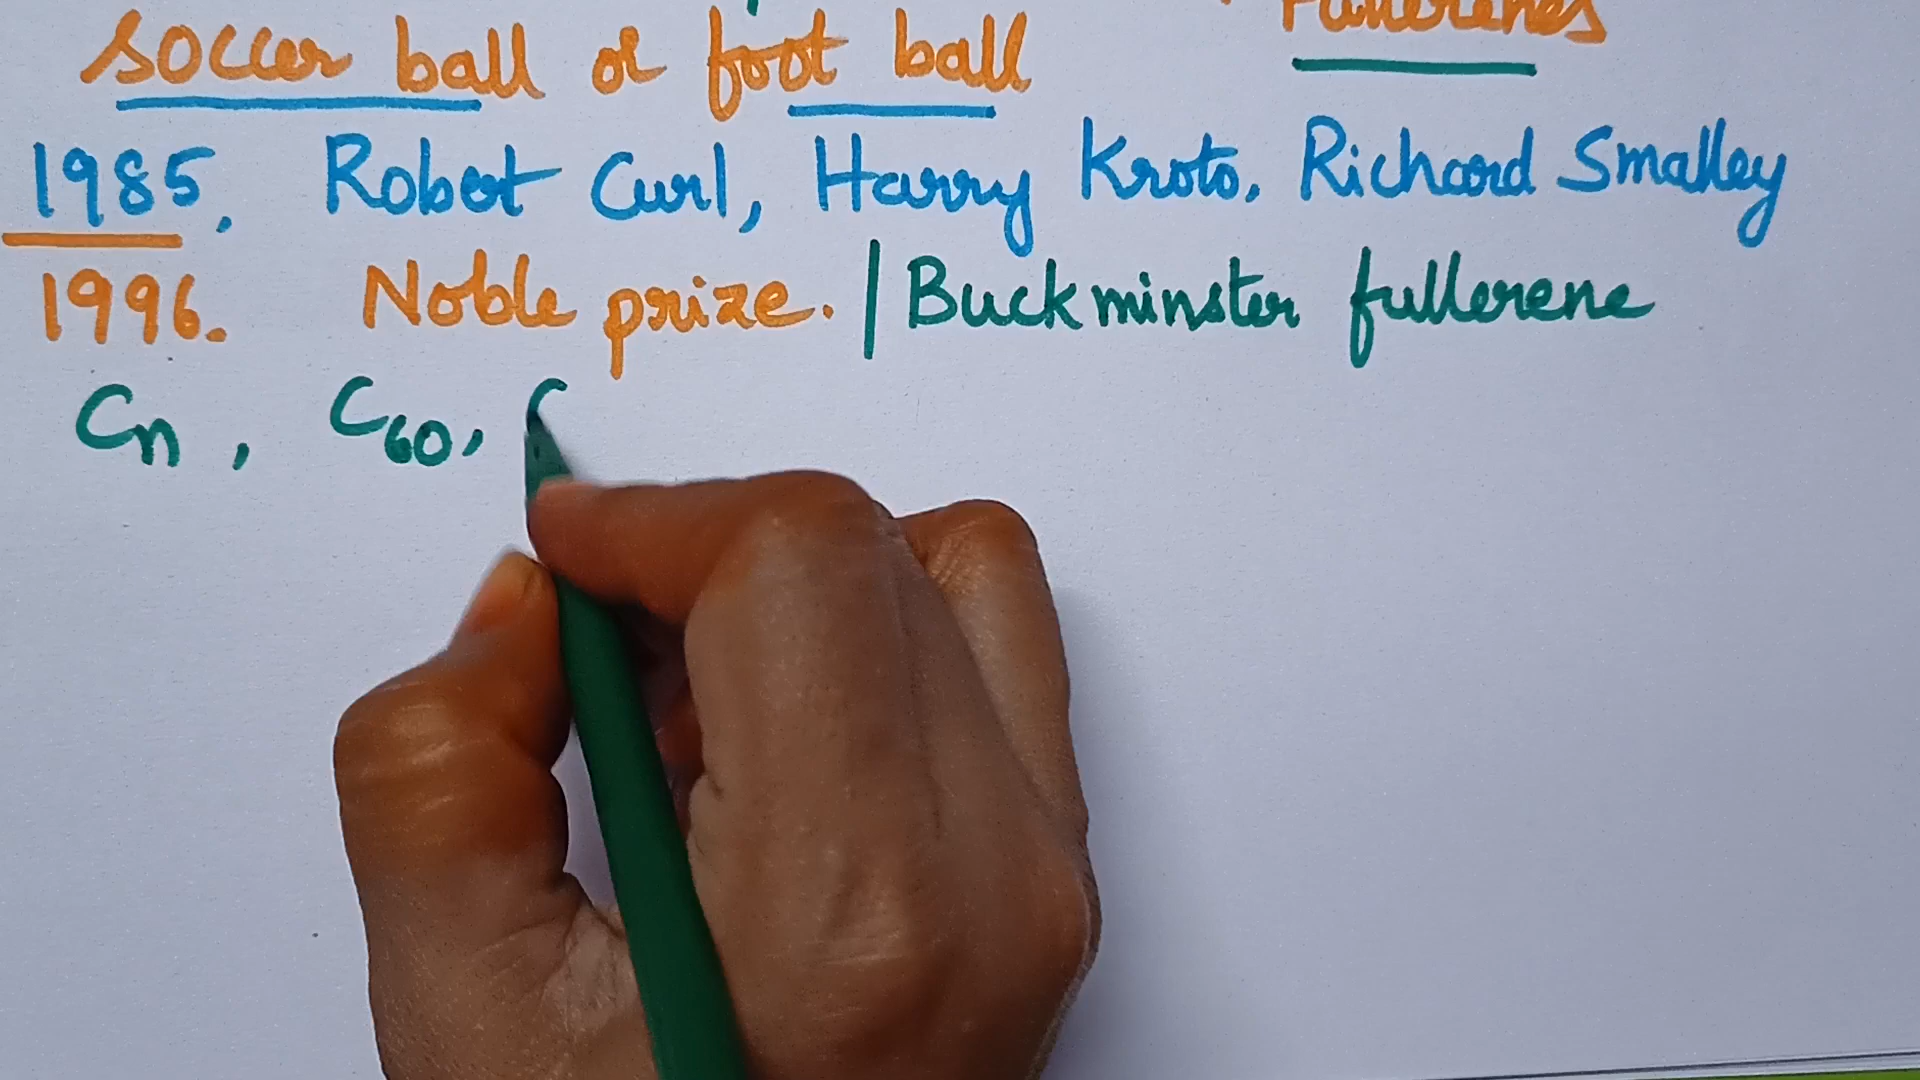 soccer ball or foot ball
Fullerenes
1985, Robert Curl, Harry Kroto, Richard Smalley
1996. Noble prize. | Buckminster fullerene
Cn, C60, C